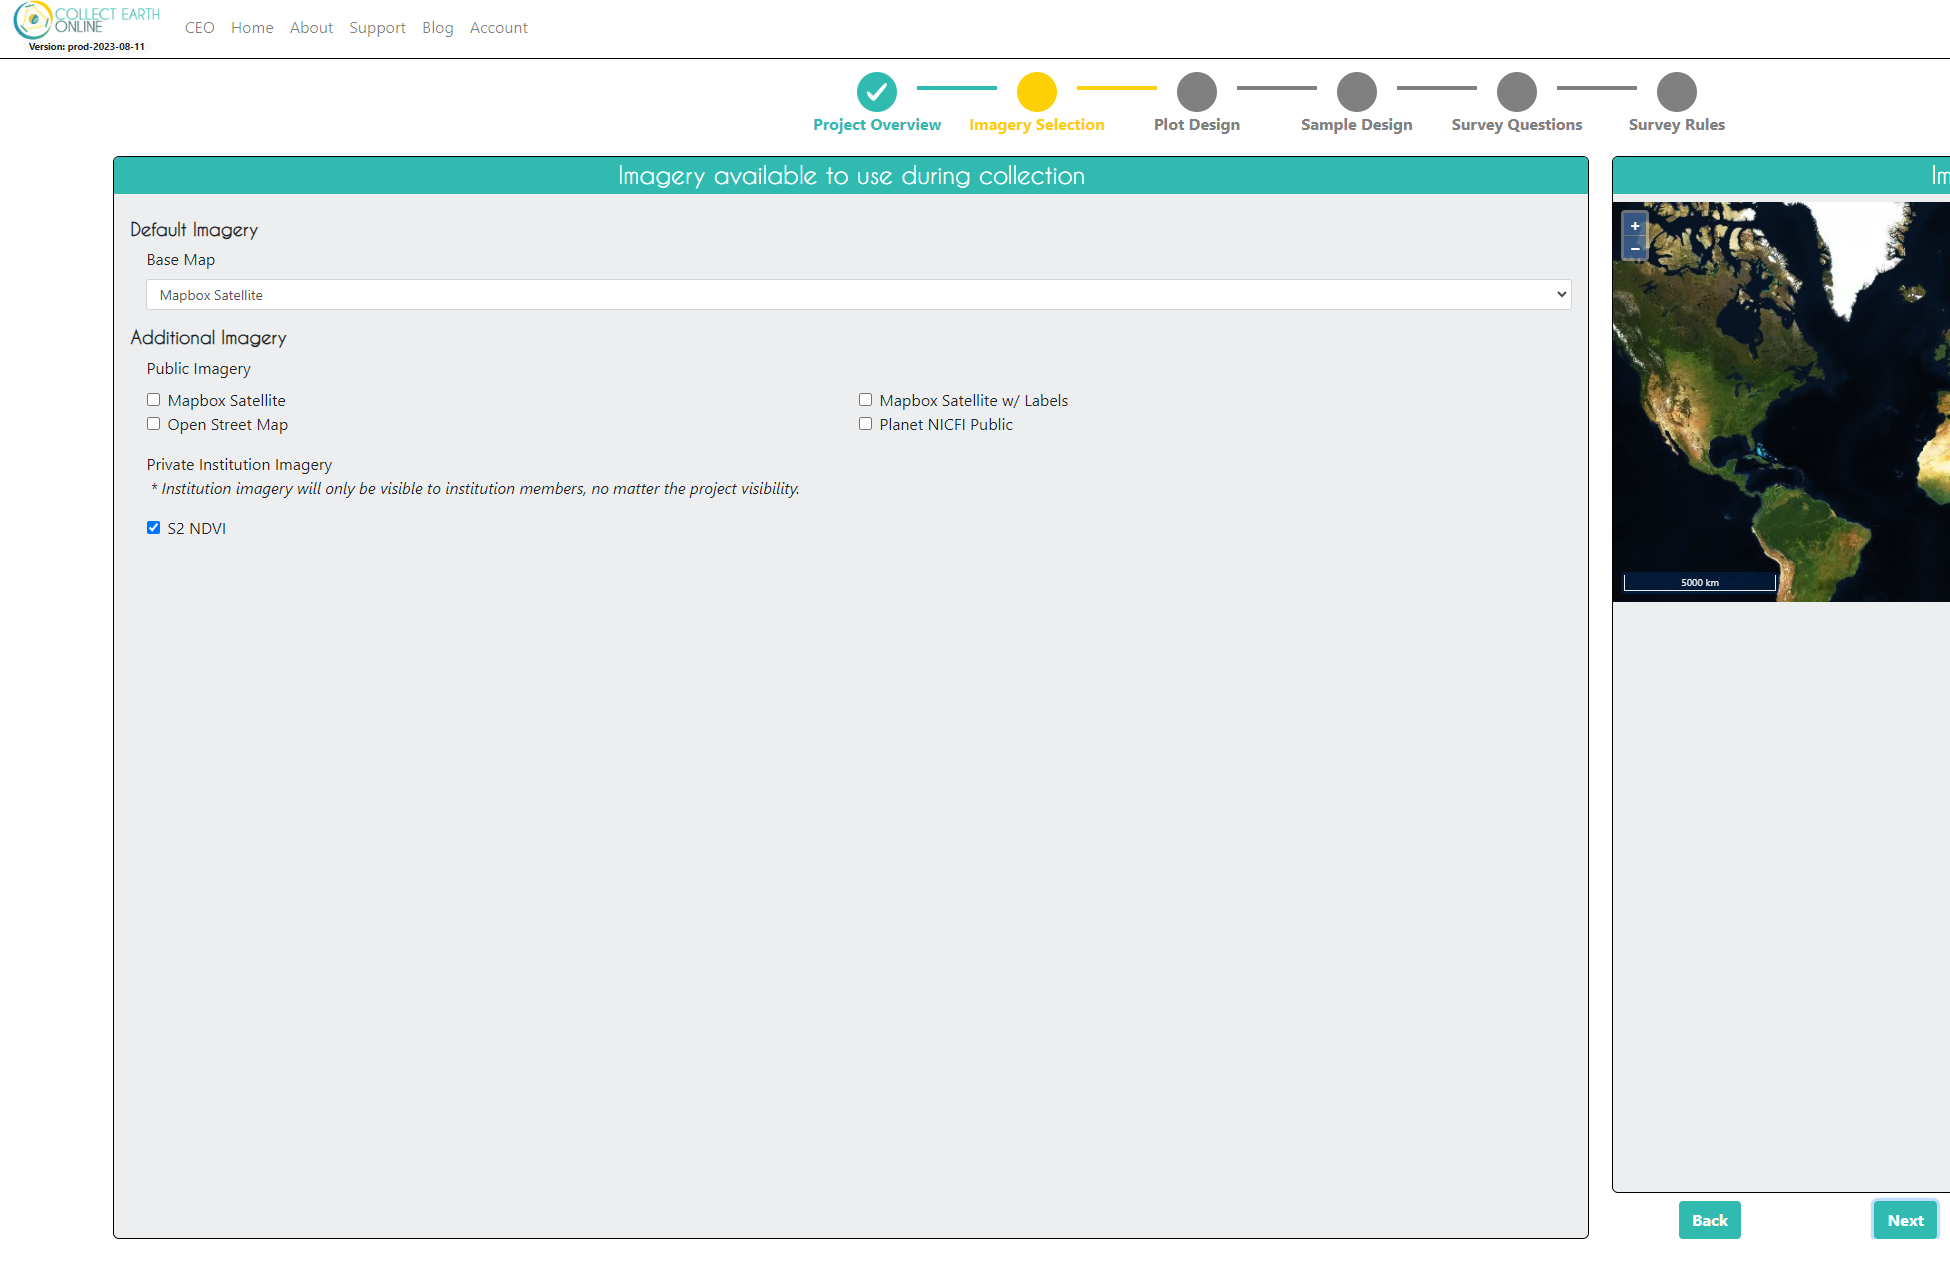 COLLECT EARTH
ONLINE
Version: prod-2023-08-11
CEO Home About Support Blog Account
Project Overview Imagery Selection Plot Design Sample Design Survey Questions Survey Rules
Imagery available to use during collection
Im
Default Imagery
Base Map
Mapbox Satellite
Additional Imagery
Public Imagery
Mapbox Satellite
Mapbox Satellite w/ Labels
Open Street Map
Planet NICFI Public
Private Institution Imagery
* Institution imagery will only be visible to institution members, no matter the project visibility.
S2 NDVI
+
−
5000 km
Back
Next